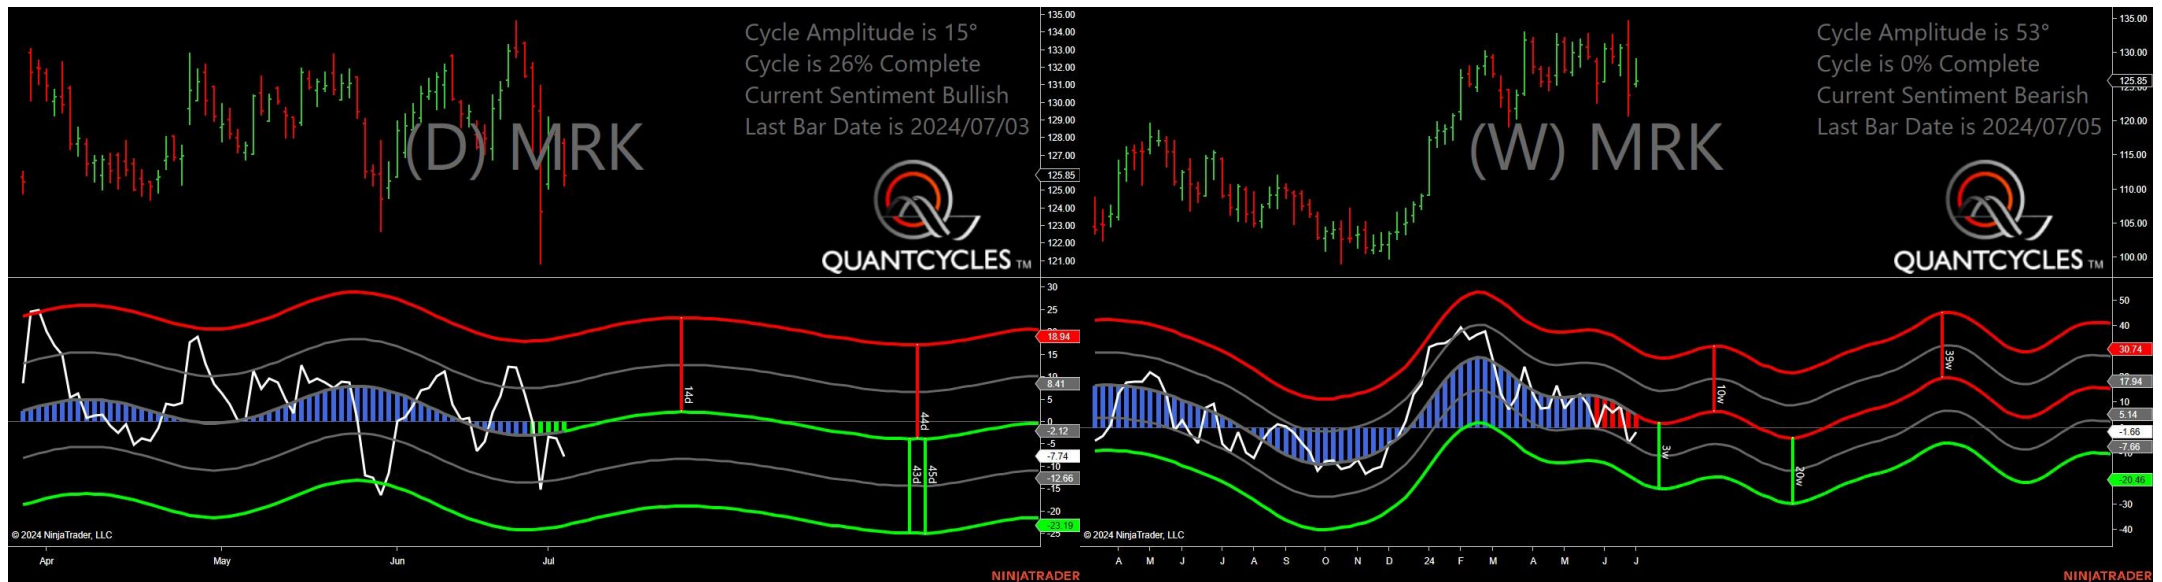 Cycle Amplitude is 15°
Cycle is 26% Complete
Current Sentiment Bullish
Last Bar Date is 2024/07/03
(D) MRK
QUANTCYCLES TM
135.00
134.00
133.00
132.00
131.00
130.00
129.00
128.00
127.00
125.85
125.00
124.00
123.00
122.00
121.00
30
25
18.94
15
10
8.41
5
0
-2.12
-5
-7.74
-10
-12.66
-15
-20
-23.19
-25
14d
44d
43d
45d
© 2024 NinjaTrader, LLC
Apr May Jun Jul
NINJATRADER
Cycle Amplitude is 53°
Cycle is 0% Complete
Current Sentiment Bearish
Last Bar Date is 2024/07/05
(W) MRK
QUANTCYCLES TM
135.00
130.00
125.85
125.00
120.00
115.00
110.00
105.00
100.00
50
40
30.74
20
17.94
10
5.14
-1.66
-7.66
-10
-20.46
-30
-40
10w
39w
3w
20w
© 2024 NinjaTrader, LLC
A M J J A S O N D 24 F M A M J J
NINJATRADER